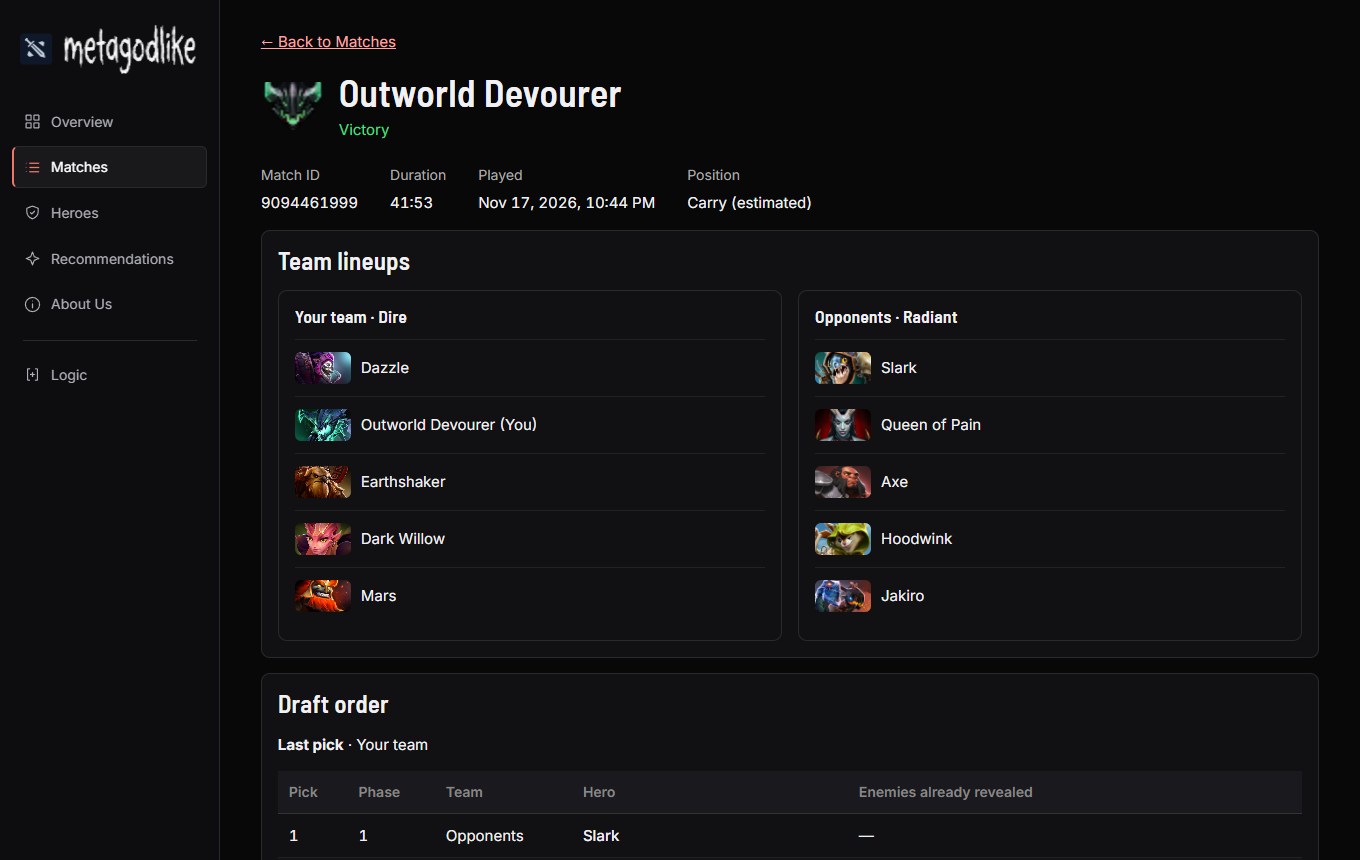 metagodlike
Overview
Matches
Heroes
Recommendations
About Us
Logic
← Back to Matches
Outworld Devourer
Victory
Match ID Duration Played Position
9094461999 41:53 Nov 17, 2026, 10:44 PM Carry (estimated)
Team lineups
Your team · Dire
Dazzle
Outworld Devourer (You)
Earthshaker
Dark Willow
Mars
Opponents · Radiant
Slark
Queen of Pain
Axe
Hoodwink
Jakiro
Draft order
Last pick · Your team
Pick Phase Team Hero Enemies already revealed
1 1 Opponents Slark —